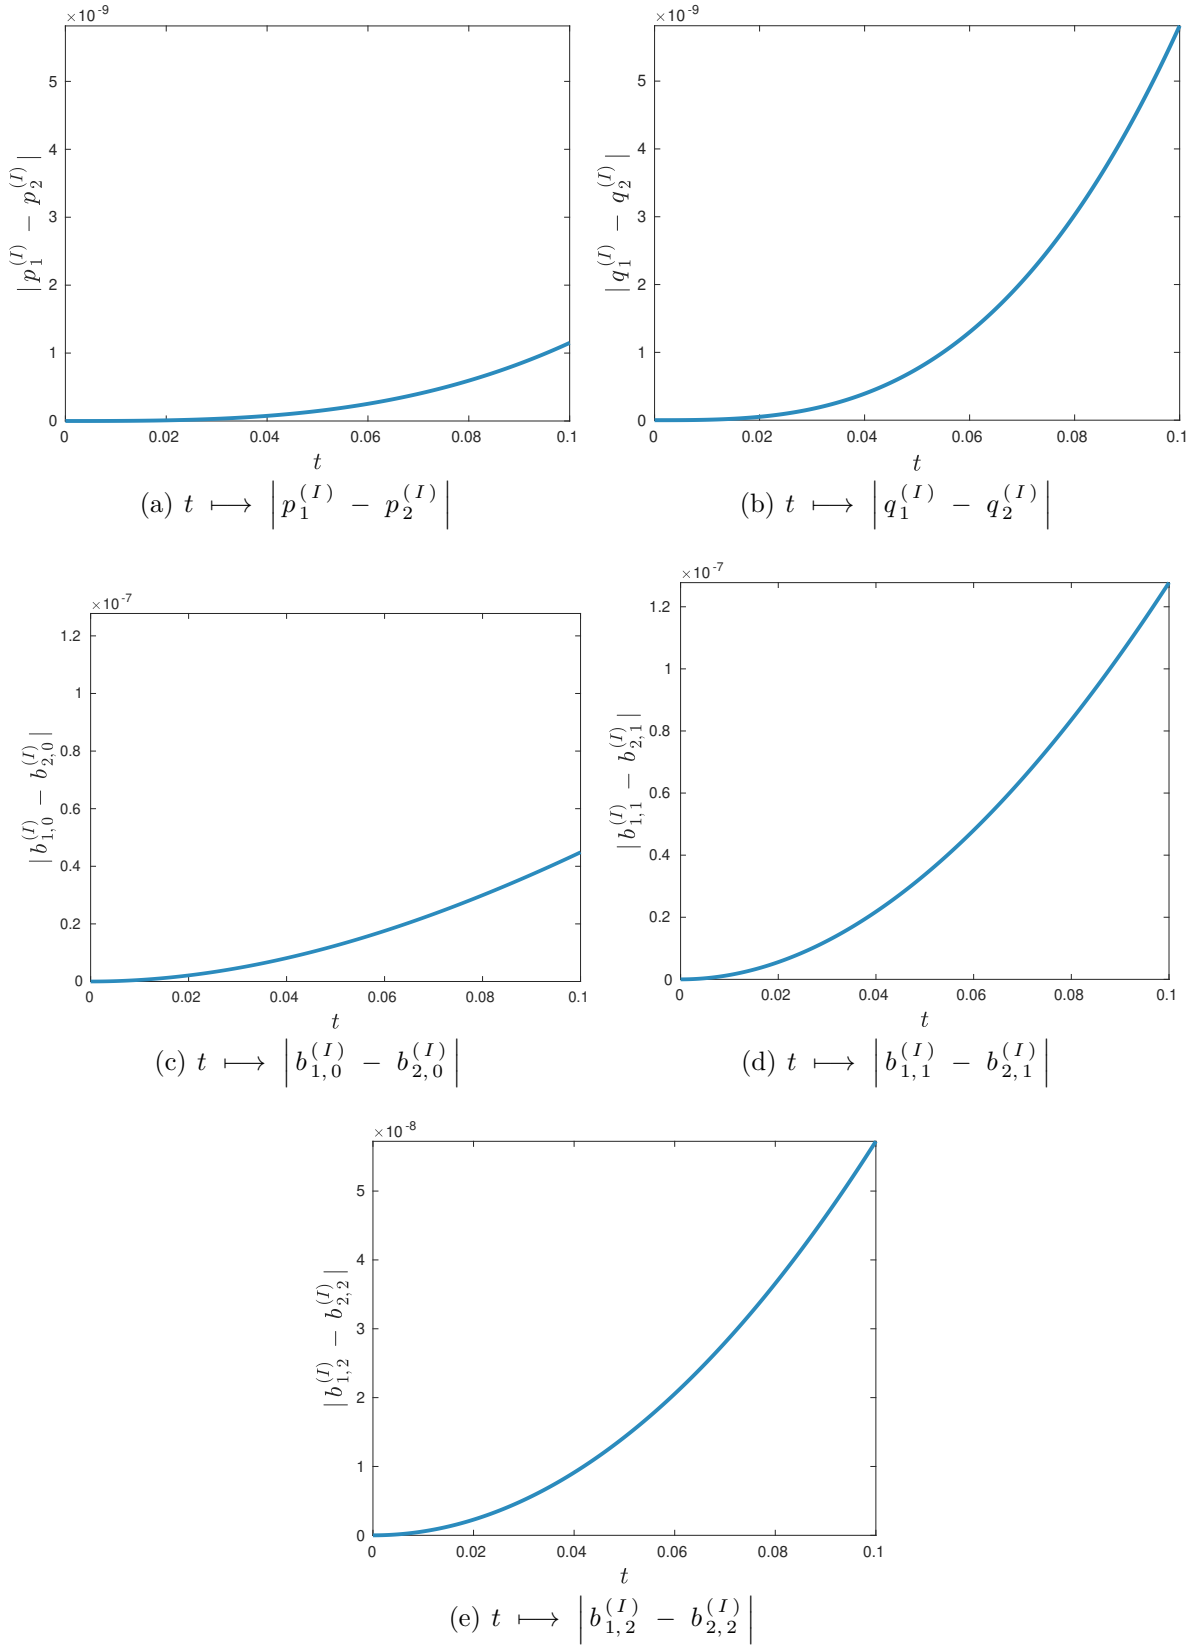 ×10⁻⁹
5
4
3
2
1
0
0 0.02 0.04 0.06 0.08 0.1
|p₁⁽ᴵ⁾ − p₂⁽ᴵ⁾|
t
(a) t ⟼ |p₁⁽ᴵ⁾ − p₂⁽ᴵ⁾|
×10⁻⁹
5
4
3
2
1
0
0 0.02 0.04 0.06 0.08 0.1
|q₁⁽ᴵ⁾ − q₂⁽ᴵ⁾|
t
(b) t ⟼ |q₁⁽ᴵ⁾ − q₂⁽ᴵ⁾|
×10⁻⁷
1.2
1
0.8
0.6
0.4
0.2
0
0 0.02 0.04 0.06 0.08 0.1
|b₁,₀⁽ᴵ⁾ − b₂,₀⁽ᴵ⁾|
t
(c) t ⟼ |b₁,₀⁽ᴵ⁾ − b₂,₀⁽ᴵ⁾|
×10⁻⁷
1.2
1
0.8
0.6
0.4
0.2
0
0 0.02 0.04 0.06 0.08 0.1
|b₁,₁⁽ᴵ⁾ − b₂,₁⁽ᴵ⁾|
t
(d) t ⟼ |b₁,₁⁽ᴵ⁾ − b₂,₁⁽ᴵ⁾|
×10⁻⁸
5
4
3
2
1
0
0 0.02 0.04 0.06 0.08 0.1
|b₁,₂⁽ᴵ⁾ − b₂,₂⁽ᴵ⁾|
t
(e) t ⟼ |b₁,₂⁽ᴵ⁾ − b₂,₂⁽ᴵ⁾|